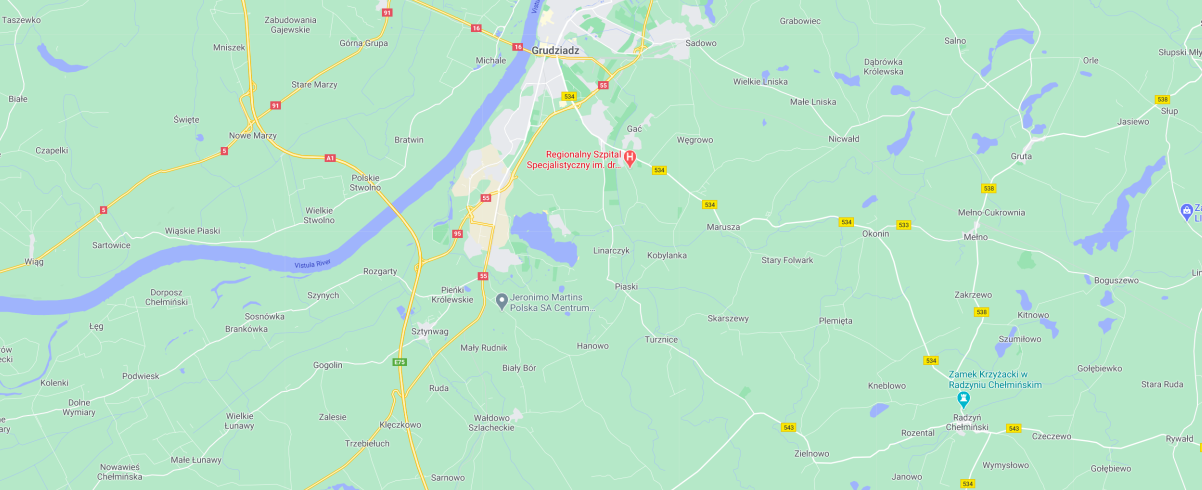 Taszewko
Zabudowania
Gajewskie
91
16
Vistula
Grabowiec
Mniszek
Górna Grupa
16
Grudziadz
Sadowo
Salno
Słupski Mły
Michale
Dąbrówka
Królewska
Orle
Stare Marzy
55
Wielkie Lniska
Białe
91
534
Małe Lniska
538
Słup
Święte
Jasiewo
Nowe Marzy
Bratwin
Gać
Węgrowo
Nicwałd
Czapelki
5
A1
Regionalny Szpital
Specjalistyczny im. dr...
H
534
Gruta
Polskie
Stwolno
538
55
534
Wielkie
Stwolno
5
Mełno-Cukrownia
Wiąskie Piaski
534
533
Marusza
95
Okonin
Mełno
Sartowice
Linarczyk
Kobylanka
Stary Folwark
Wiąg
Vistula River
Rozgarty
55
Boguszewo
Dorposz
Chełmiński
Szynych
Pieńki
Królewskie
Piaski
Zakrzewo
Jeronimo Martins
Polska SA Centrum...
Sosnówka
538
Kitnowo
Łęg
Brankówka
Sztynwag
Skarszewy
Plemięta
Turznice
Szumiłowo
Mały Rudnik
Hanowo
E75
534
Gogolin
Biały Bór
Gołębiewko
Podwiesk
Zamek Krzyżacki w
Radzyniu Chełmińskim
Kolenki
Ruda
Kneblowo
Stara Ruda
Dolne
Wymiary
Wielkie
Łunawy
Zalesie
Wałdowo
Szlacheckie
Radzyń
Chełmiński
Klęczkowo
543
543
Rozental
Czeczewo
Rywałd
Trzebiełuch
Zielnowo
Małe Łunawy
Nowawieś
Chełmińska
Wymysłowo
Gołębiewo
Sarnowo
Janowo
534